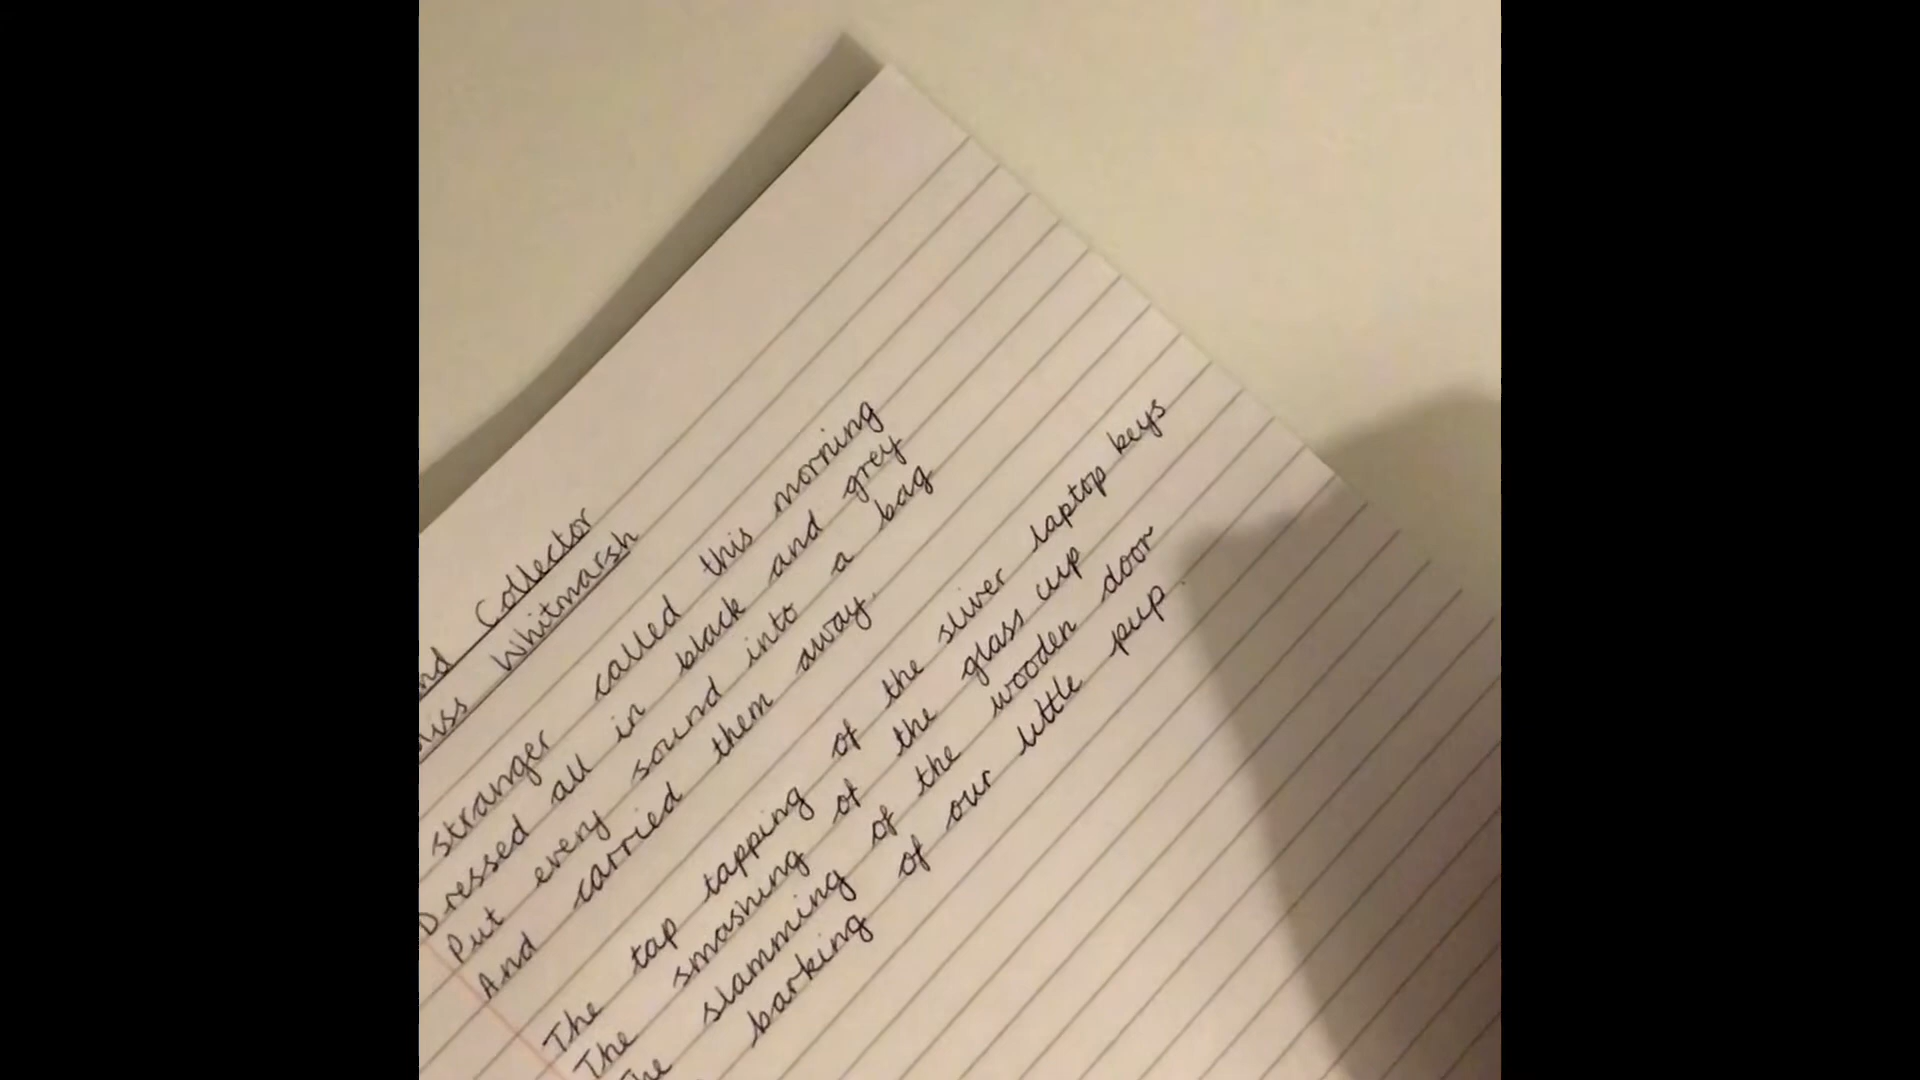 Collector
Whitmarsh
stranger called this morning
Dressed all in black and grey
Put every sound into a bag
And carried them away.
The tap tapping of the sliver laptop keys
The smashing of the glass cup
slamming of the wooden door
barking of our little pup